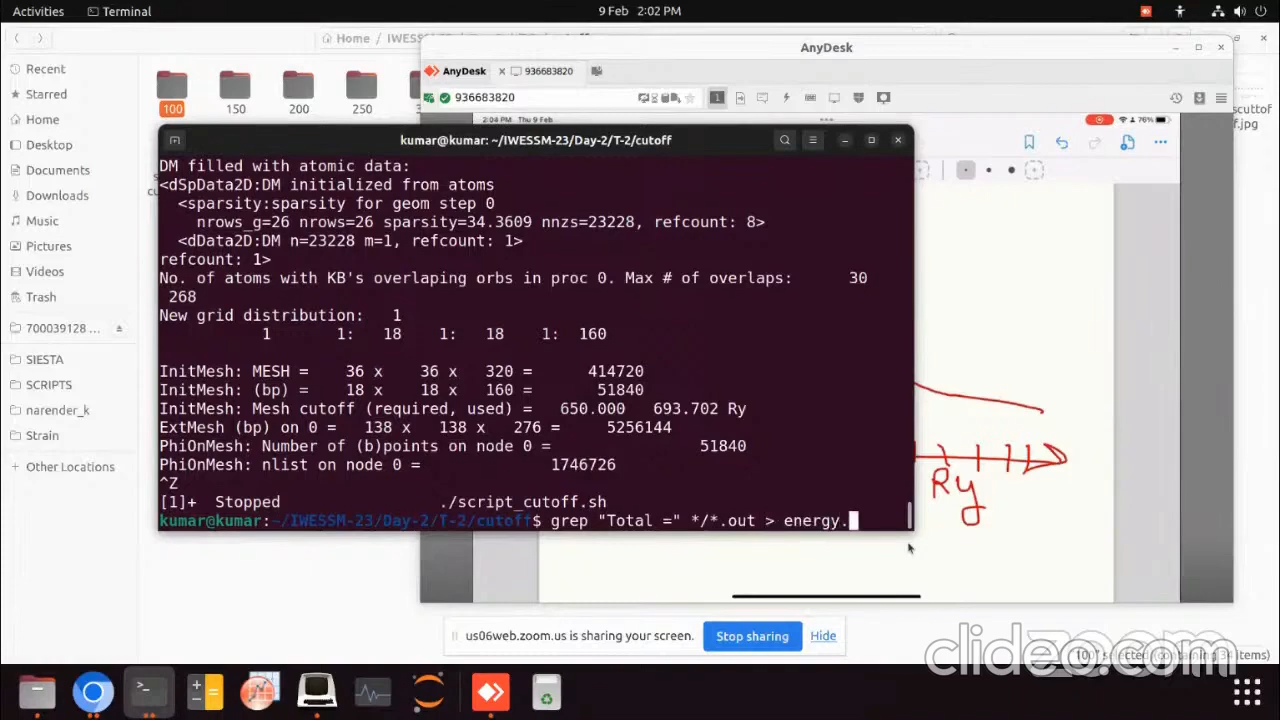 Activities Terminal 9 Feb 2:02 PM
Home / IWESS
Recent
Starred
Home
Desktop
Documents
Downloads
Music
Pictures
Videos
Trash
700039128 ...
SIESTA
SCRIPTS
narender_k
Strain
Other Locations
100 150 200 250
AnyDesk
AnyDesk 936683820
936683820
2:04 PM Thu 9 Feb 76%
kumar@kumar: ~/IWESSM-23/Day-2/T-2/cutoff
DM filled with atomic data:
<dSpData2D:DM initialized from atoms
<sparsity:sparsity for geom step 0
nrows_g=26 nrows=26 sparsity=34.3609 nnzs=23228, refcount: 8>
<dData2D:DM n=23228 m=1, refcount: 1>
refcount: 1>
No. of atoms with KB's overlaping orbs in proc 0. Max # of overlaps: 30
268
New grid distribution: 1
1 1: 18 1: 18 1: 160
InitMesh: MESH = 36 x 36 x 320 = 414720
InitMesh: (bp) = 18 x 18 x 160 = 51840
InitMesh: Mesh cutoff (required, used) = 650.000 693.702 Ry
ExtMesh (bp) on 0 = 138 x 138 x 276 = 5256144
PhiOnMesh: Number of (b)points on node 0 = 51840
PhiOnMesh: nlist on node 0 = 1746726
^Z
[1]+ Stopped ./script_cutoff.sh
kumar@kumar:~/IWESSM-23/Day-2/T-2/cutoff$ grep "Total =" */*.out > energy.
Ry
us06web.zoom.us is sharing your screen. Stop sharing Hide
clideo.com